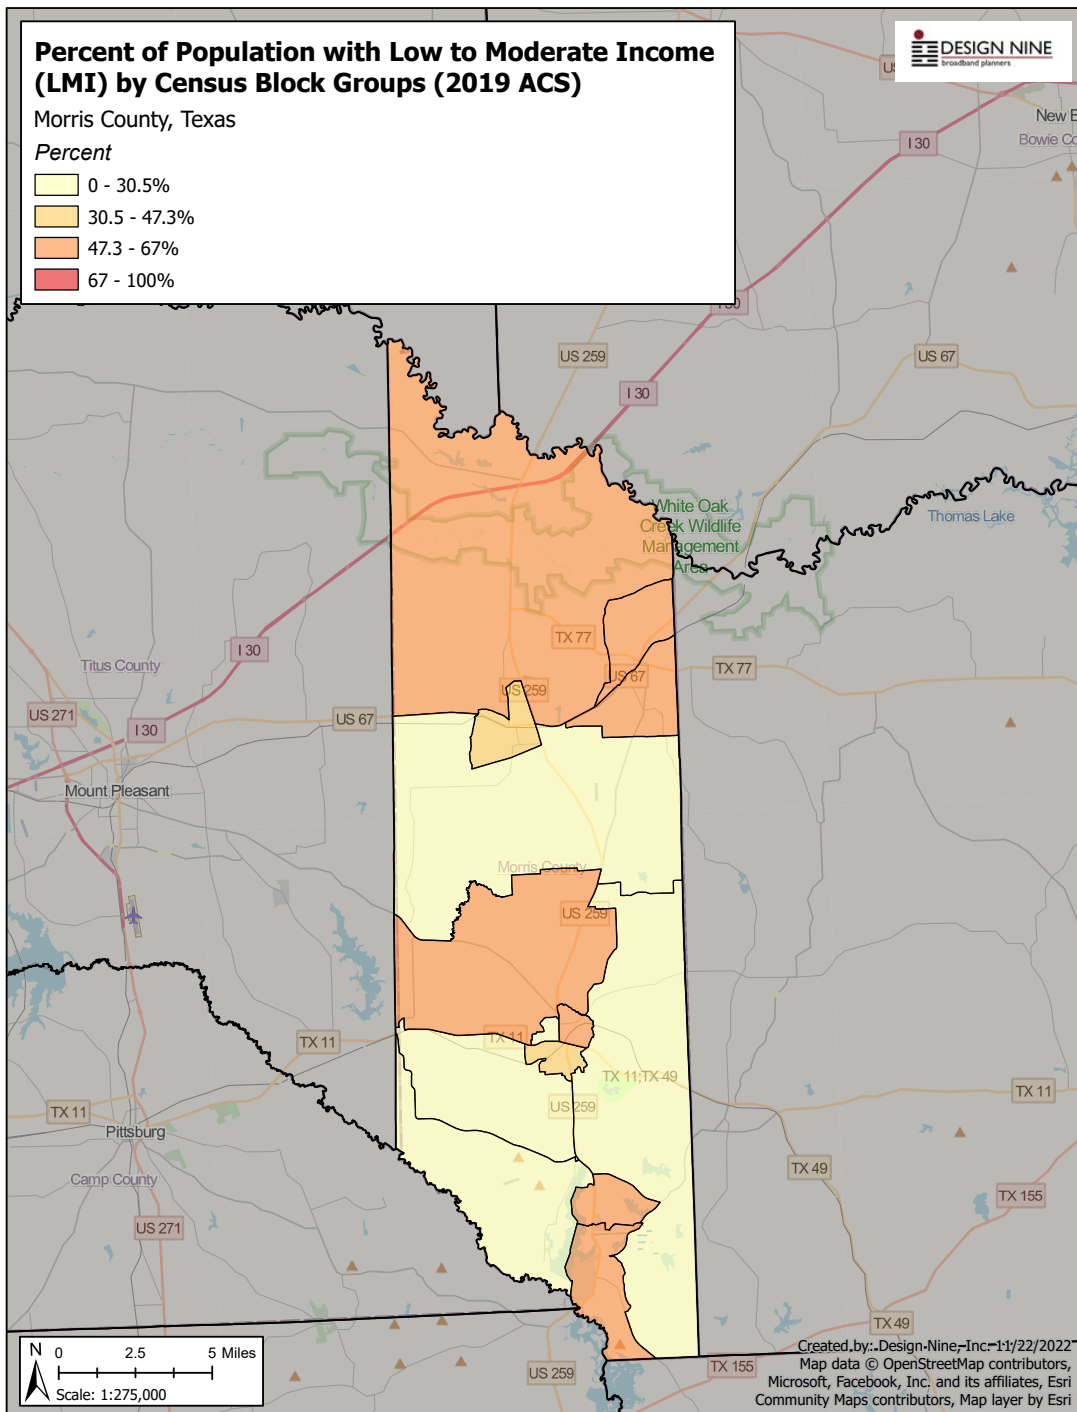 Percent of Population with Low to Moderate Income
(LMI) by Census Block Groups (2019 ACS)
Morris County, Texas
Percent
0 - 30.5%
30.5 - 47.3%
47.3 - 67%
67 - 100%
DESIGN NINE
broadband planners
US
New B
Bowie Co
I 30
I 30
US 259
US 67
I 30
White Oak
Creek Wildlife
Management
Area
Thomas Lake
TX 77
I 30
Titus County
TX 77
US 67
US 259
US 271
US 67
I 30
Mount Pleasant
Morris County
US 259
TX 11
TX 11
TX 11;TX 49
TX 11
US 259
TX 11
Pittsburg
TX 49
Camp County
TX 155
US 271
TX 49
TX 155
US 259
N
0 2.5 5 Miles
Scale: 1:275,000
Created by: Design Nine, Inc. 11/22/2022
Map data © OpenStreetMap contributors,
Microsoft, Facebook, Inc. and its affiliates, Esri
Community Maps contributors, Map layer by Esri